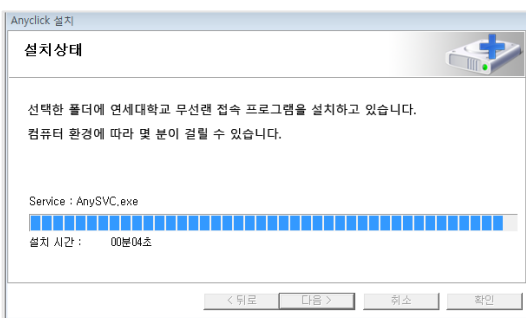 Anyclick 설치
설치상태
선택한 폴더에 연세대학교 무선랜 접속 프로그램을 설치하고 있습니다.
컴퓨터 환경에 따라 몇 분이 걸릴 수 있습니다.
Service : AnySVC.exe
설치 시간 : 00분04초
< 뒤로 다음 > 취소 확인